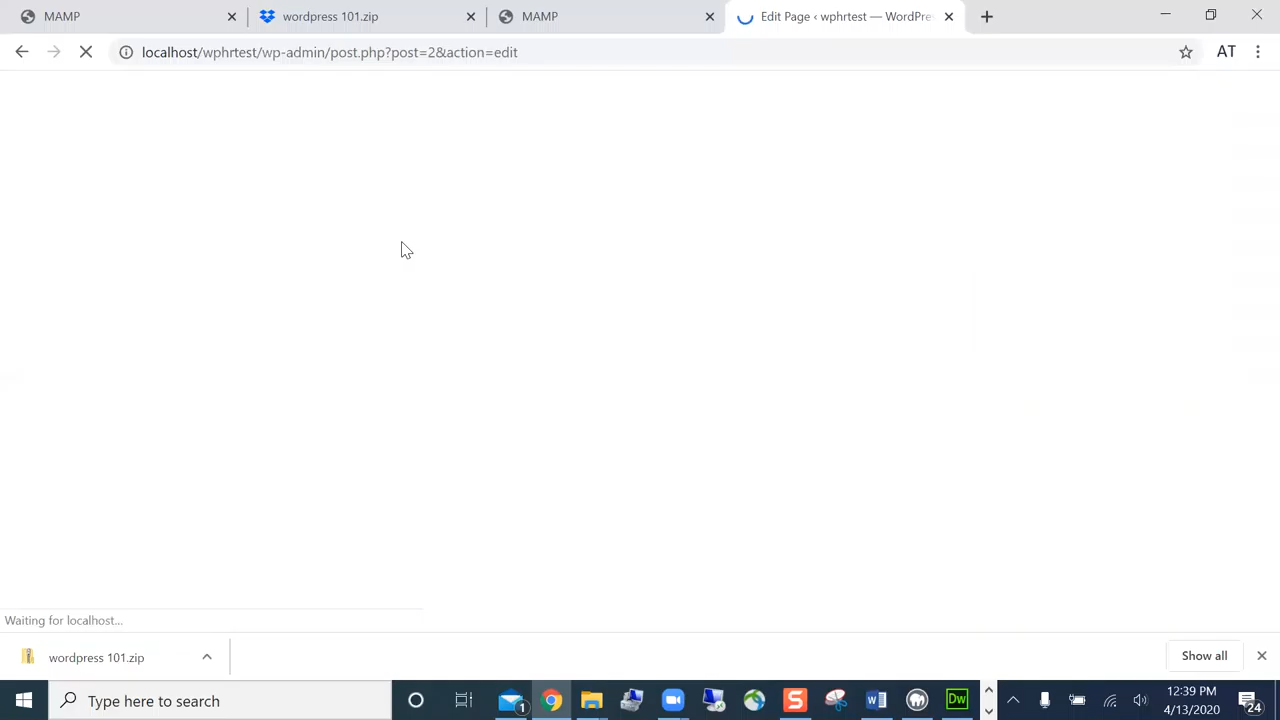 MAMP
wordpress 101.zip
MAMP
Edit Page ‹ wphrtest — WordPre
localhost/wphrtest/wp-admin/post.php?post=2&action=edit
AT
Waiting for localhost...
wordpress 101.zip
Show all
Type here to search
1
S
W
Dw
12:39 PM
4/13/2020
24